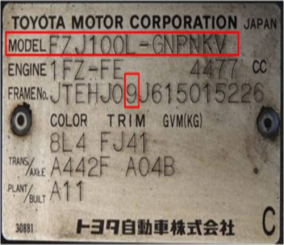 TOYOTA MOTOR CORPORATION JAPAN
MODEL FZJ100L-GNPNKV
ENGINE 1FZ-FE 4477 CC
FRAME No. JTEHJ09J615015226
COLOR TRIM GVM(KG)
8L4 FJ41
TRANS/AXLE A442F A04B
PLANT/BUILT A11
30881 トヨタ自動車株式会社 C